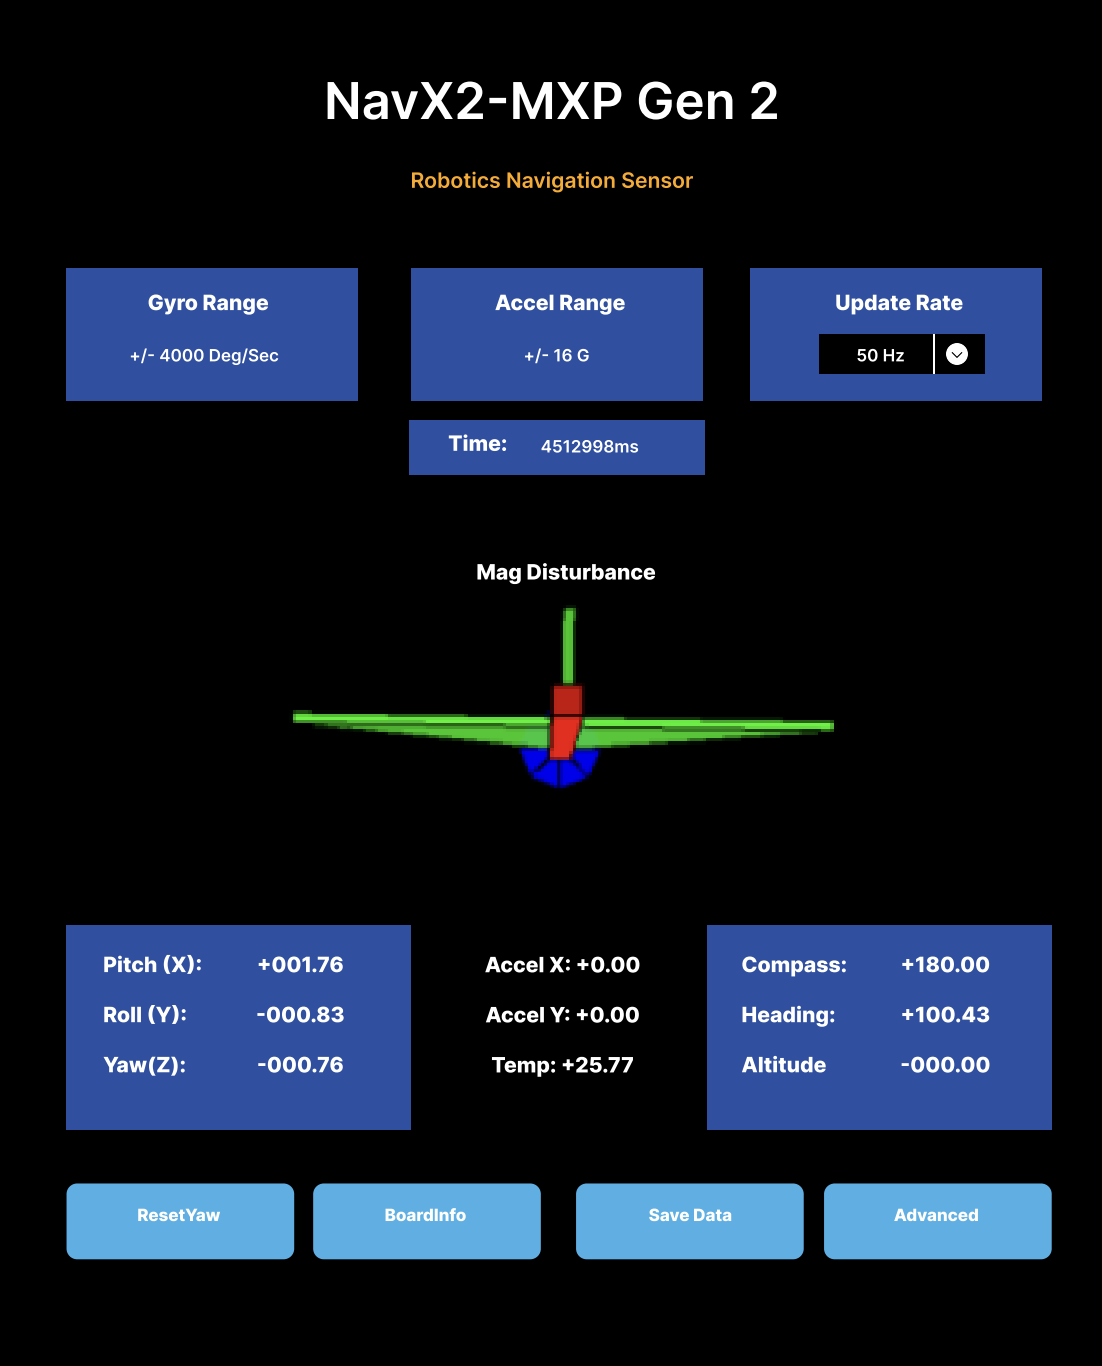 NavX2-MXP Gen 2
Robotics Navigation Sensor
Gyro Range
+/- 4000 Deg/Sec
Accel Range
+/- 16 G
Update Rate
50 Hz
Time: 4512998ms
Mag Disturbance
Pitch (X): +001.76
Roll (Y): -000.83
Yaw(Z): -000.76
Accel X: +0.00
Accel Y: +0.00
Temp: +25.77
Compass: +180.00
Heading: +100.43
Altitude -000.00
ResetYaw
BoardInfo
Save Data
Advanced